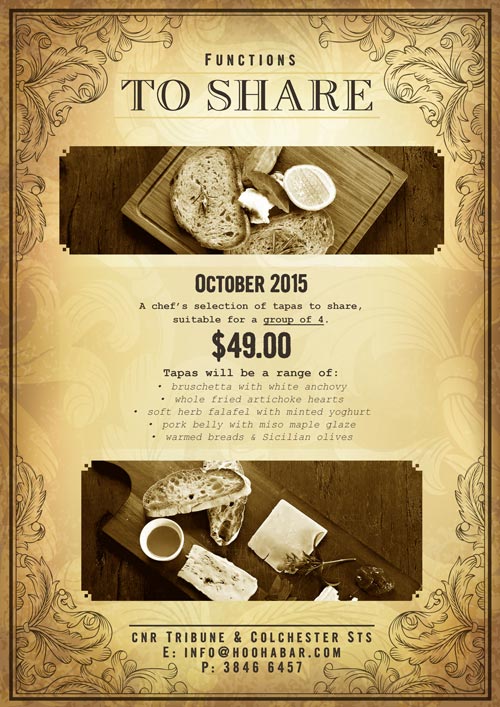 Functions
TO SHARE
October 2015
A chef's selection of tapas to share,
suitable for a group of 4.
$49.00
Tapas will be a range of:
• bruschetta with white anchovy
• whole fried artichoke hearts
• soft herb falafel with minted yoghurt
• pork belly with miso maple glaze
• warmed breads & Sicilian olives
cnr Tribune & Colchester Sts
E: info@hoohabar.com
P: 3846 6457